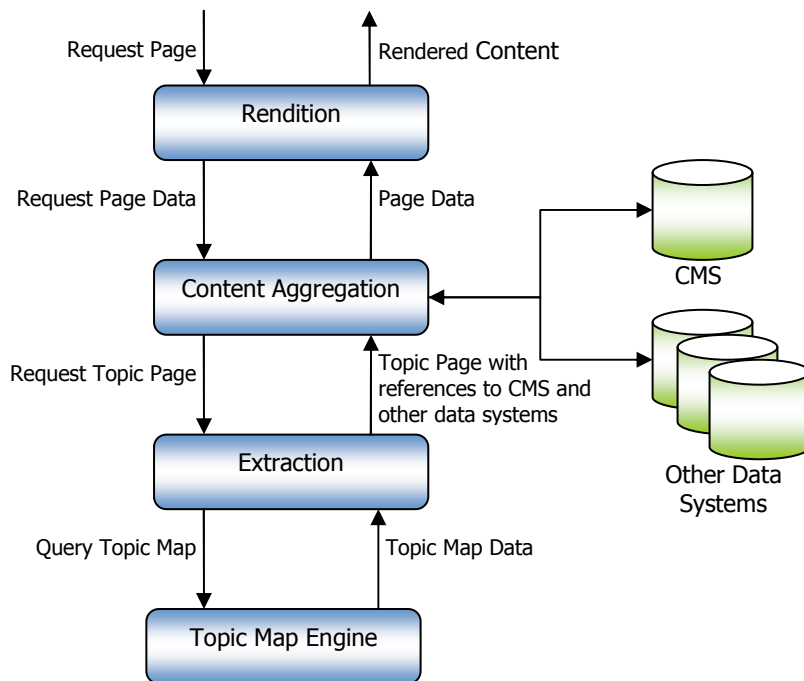 Request Page
Rendered Content
Rendition
Request Page Data
Page Data
CMS
Content Aggregation
Request Topic Page
Topic Page with
references to CMS and
other data systems
Extraction
Other Data
Systems
Query Topic Map
Topic Map Data
Topic Map Engine